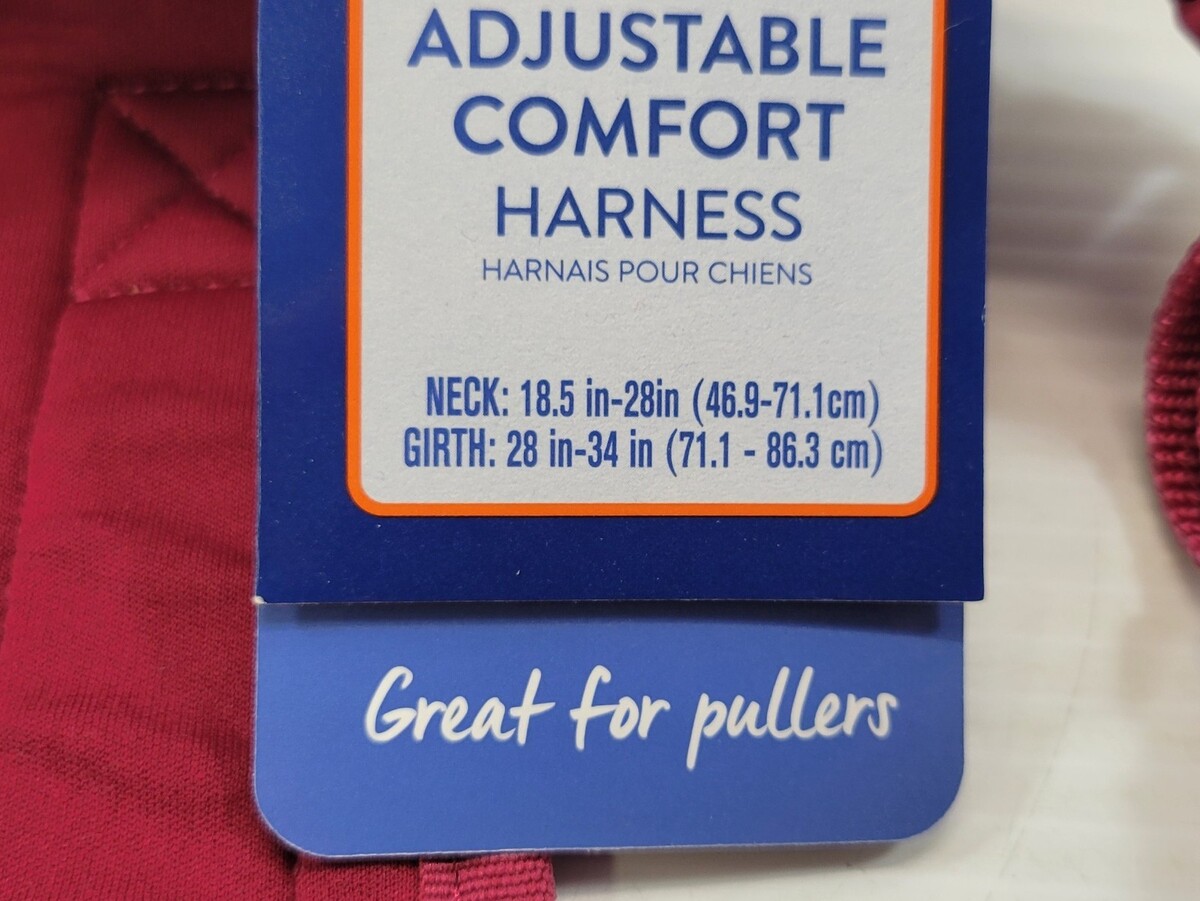 ADJUSTABLE
COMFORT
HARNESS
HARNAIS POUR CHIENS
NECK: 18.5 in-28in (46.9-71.1cm)
GIRTH: 28 in-34 in (71.1 - 86.3 cm)
Great for pullers